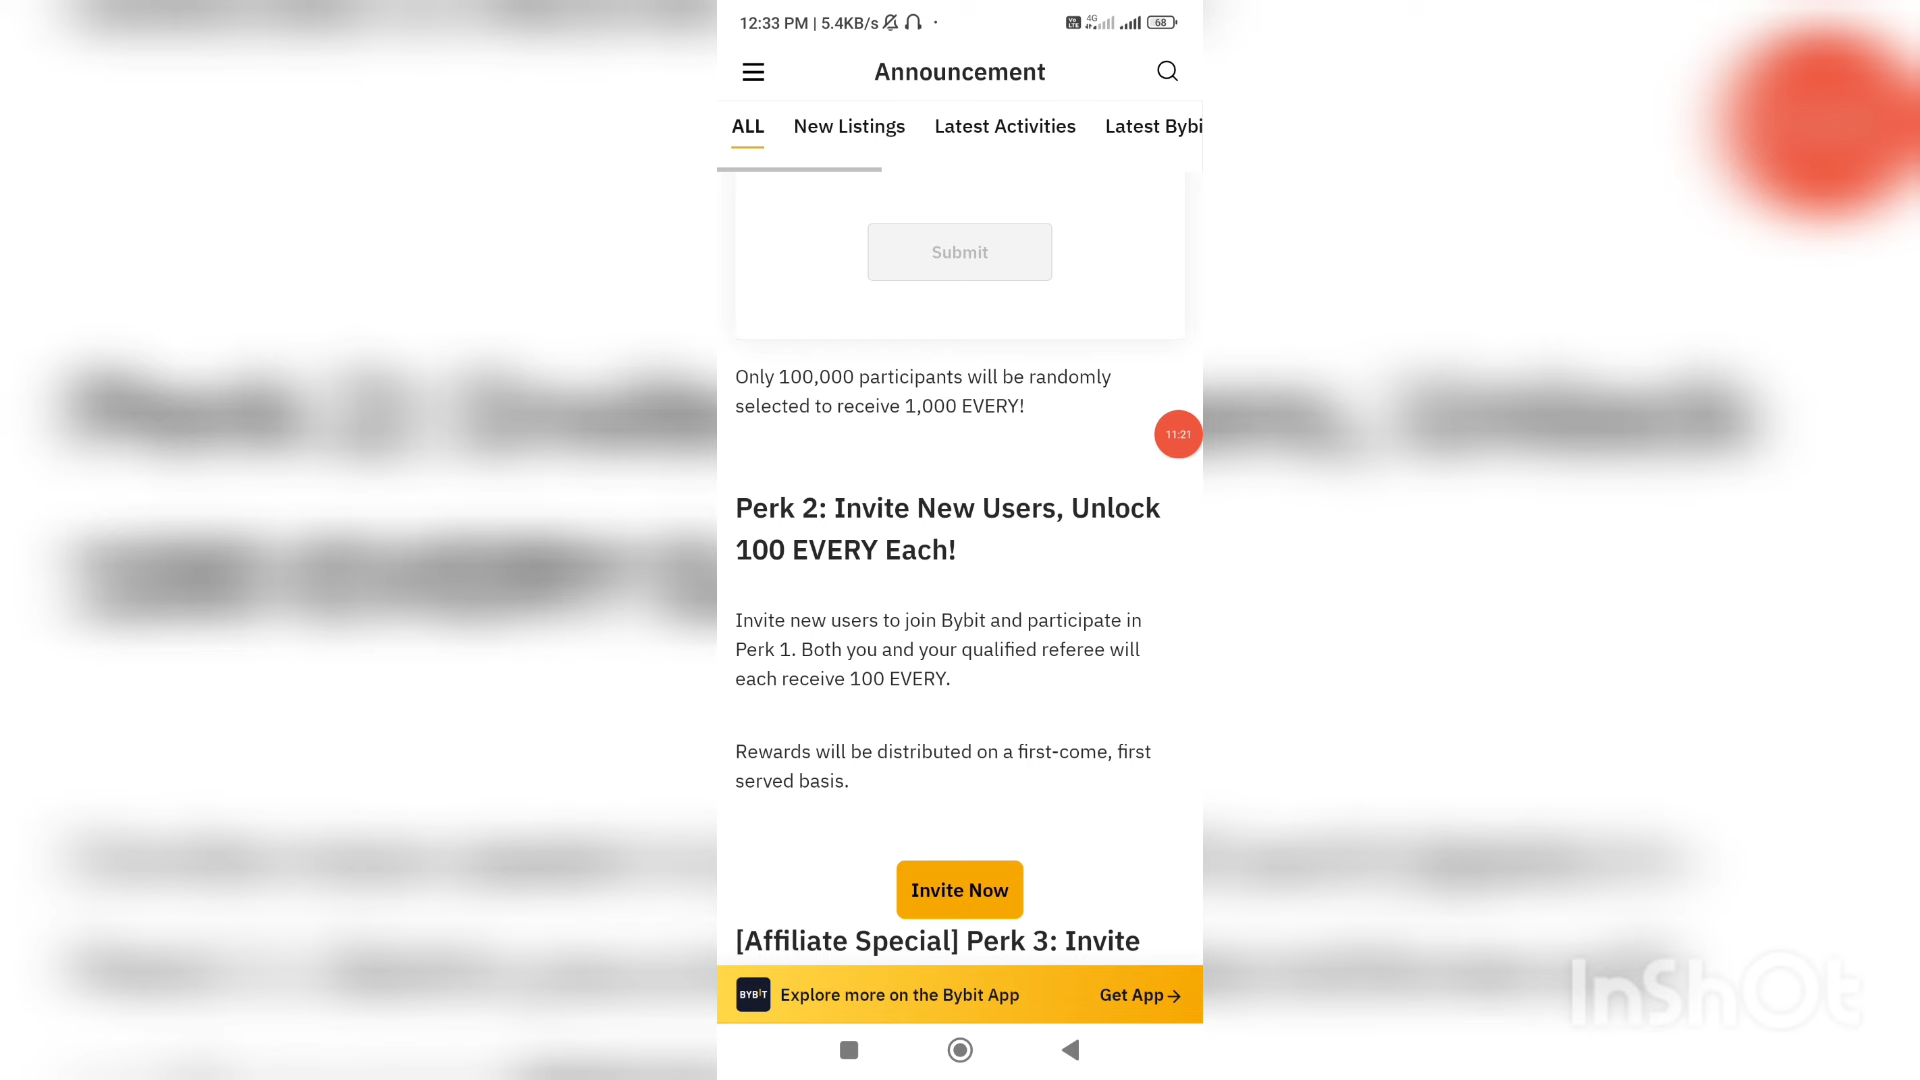 12:33 PM | 5.4KB/s
Vo LTE 4G 68
Announcement
ALL New Listings Latest Activities Latest Bybi
Submit
Only 100,000 participants will be randomly
selected to receive 1,000 EVERY!
11:21
Perk 2: Invite New Users, Unlock
100 EVERY Each!
Invite new users to join Bybit and participate in
Perk 1. Both you and your qualified referee will
each receive 100 EVERY.
Rewards will be distributed on a first-come, first
served basis.
Invite Now
[Affiliate Special] Perk 3: Invite
BYBIT Explore more on the Bybit App Get App→
InShOt